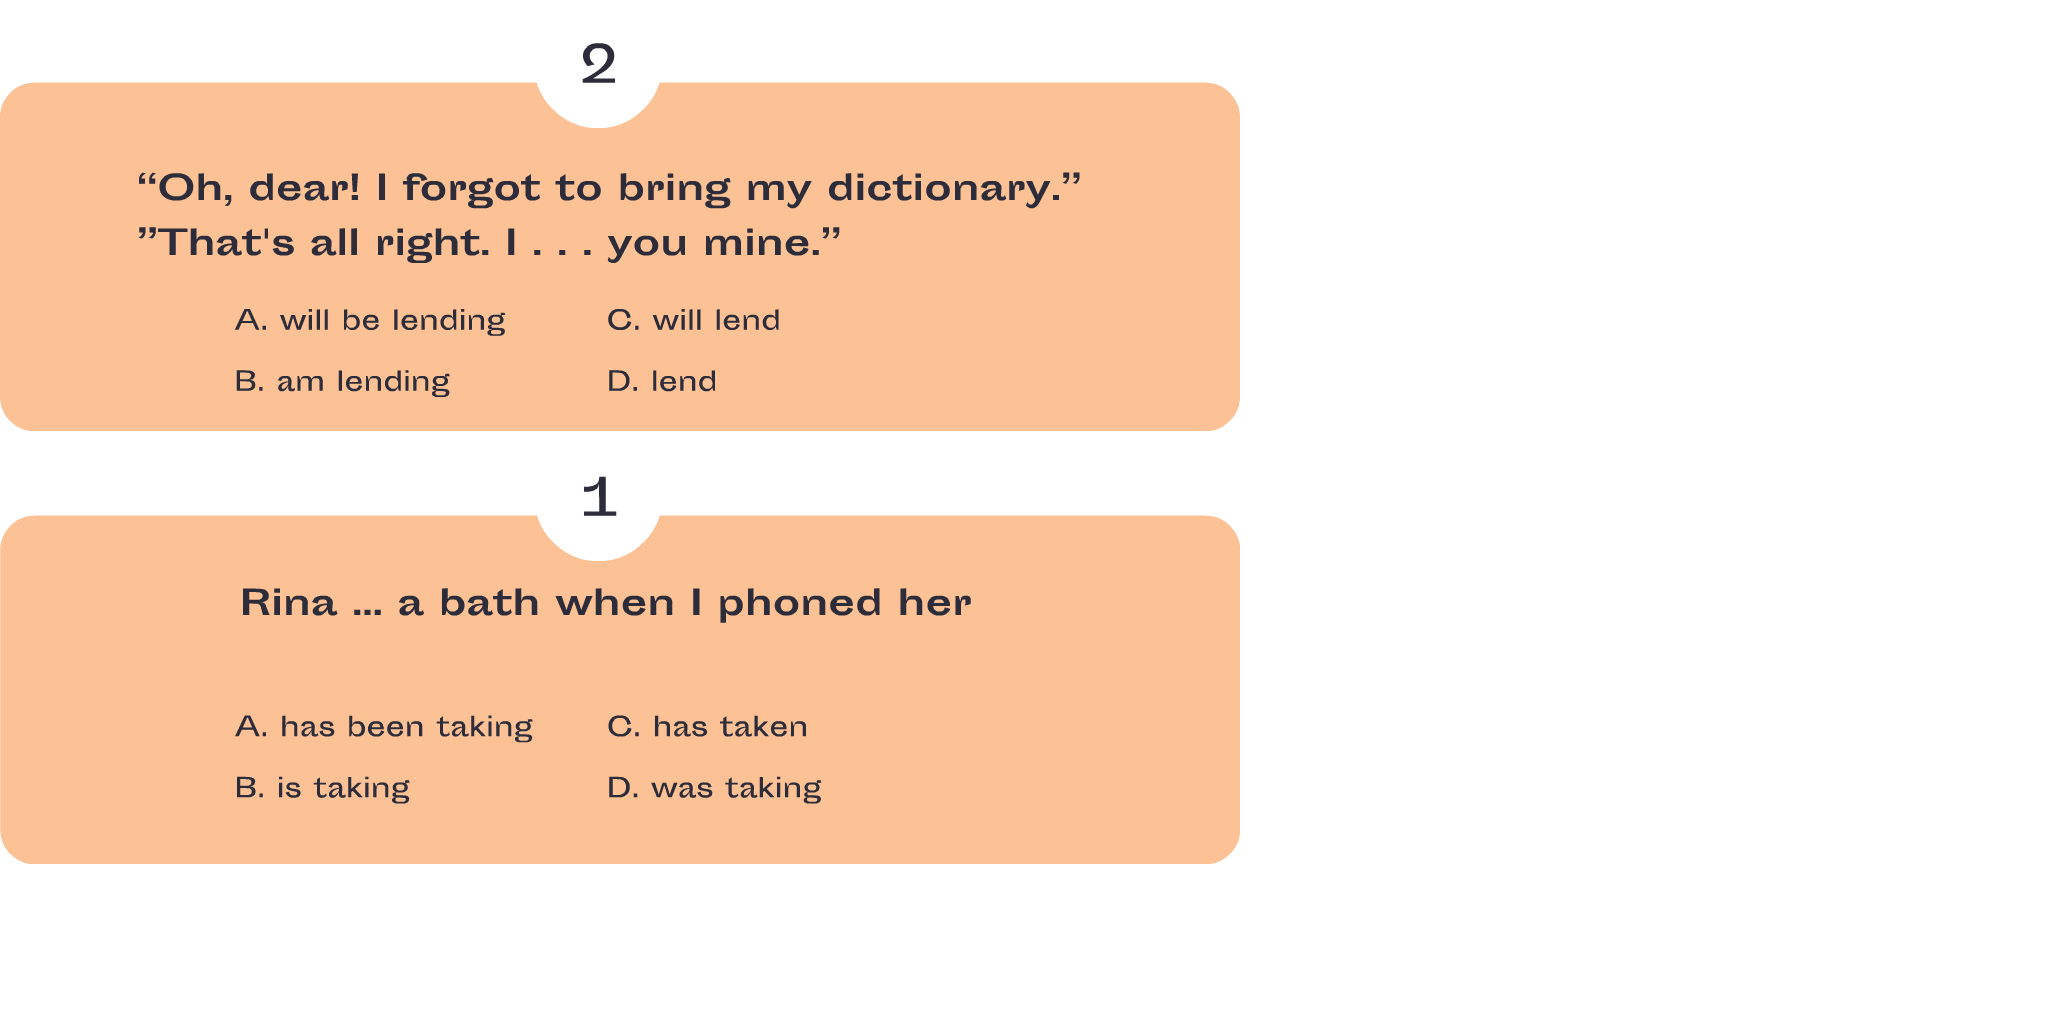 2
“Oh, dear! I forgot to bring my dictionary.”
”That's all right. I . . . you mine.”
A. will be lending
C. will lend
B. am lending
D. lend
1
Rina ... a bath when I phoned her
A. has been taking
C. has taken
B. is taking
D. was taking